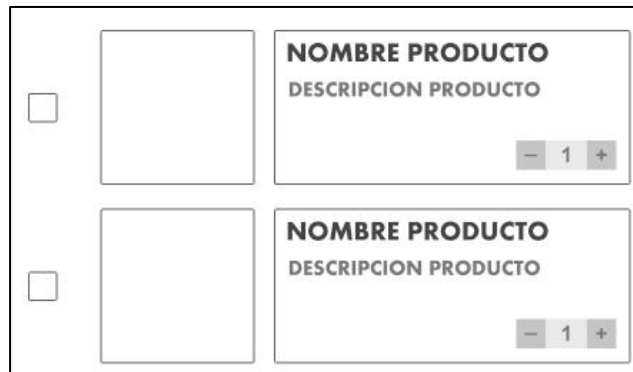 NOMBRE PRODUCTO
DESCRIPCION PRODUCTO
– 1 +
NOMBRE PRODUCTO
DESCRIPCION PRODUCTO
– 1 +